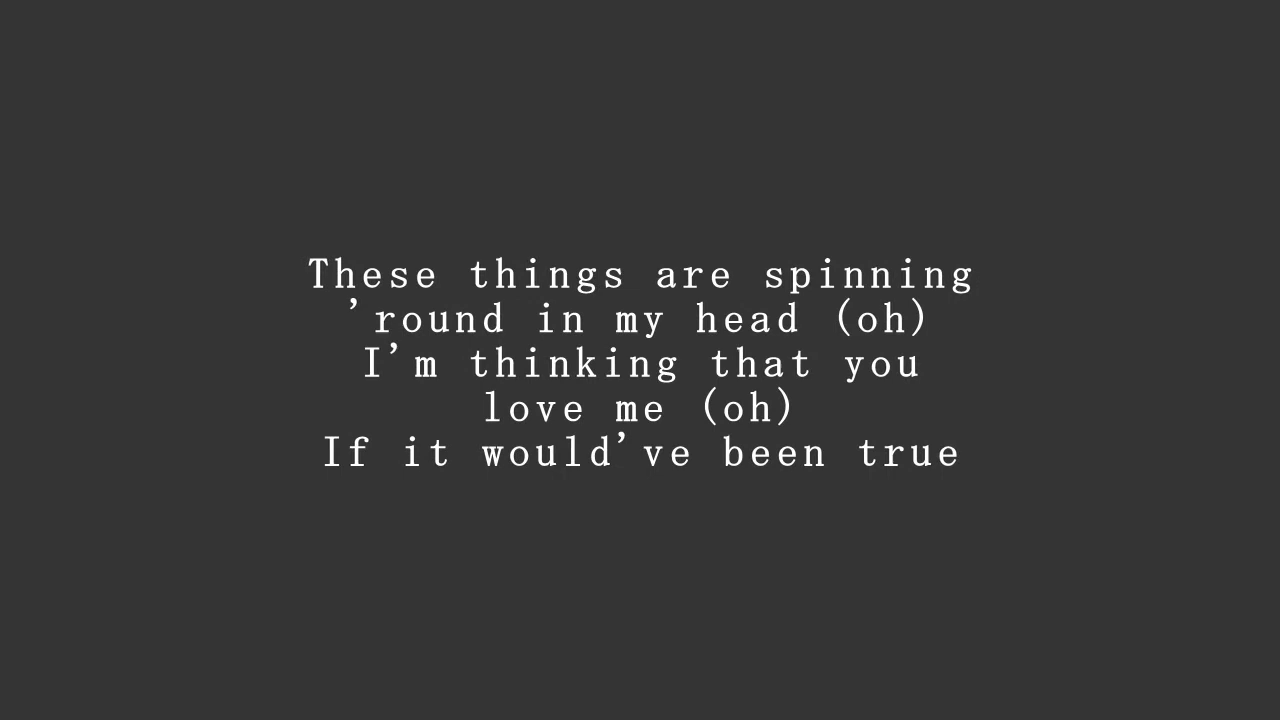 These things are spinning
’round in my head (oh)
I’m thinking that you
love me (oh)
If it would’ve been true